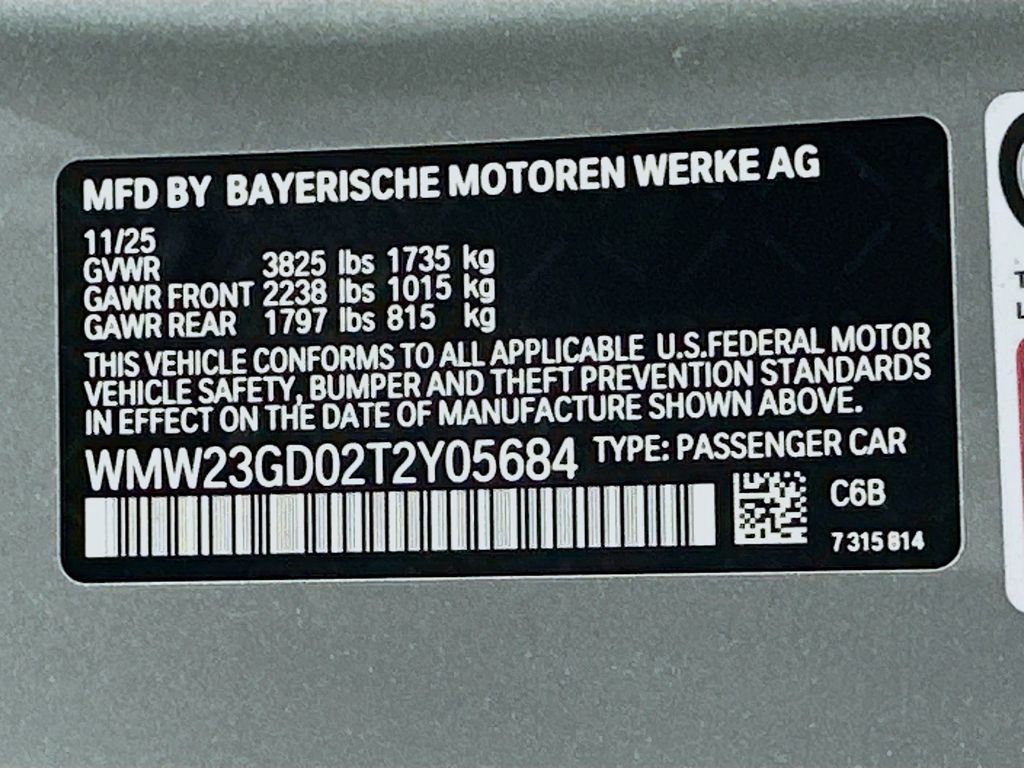 MFD BY BAYERISCHE MOTOREN WERKE AG
11/25
GVWR 3825 lbs 1735 kg
GAWR FRONT 2238 lbs 1015 kg
GAWR REAR 1797 lbs 815 kg
THIS VEHICLE CONFORMS TO ALL APPLICABLE U.S.FEDERAL MOTOR
VEHICLE SAFETY, BUMPER AND THEFT PREVENTION STANDARDS
IN EFFECT ON THE DATE OF MANUFACTURE SHOWN ABOVE.
WMW23GD02T2Y05684 TYPE: PASSENGER CAR
C6B
7 315 814